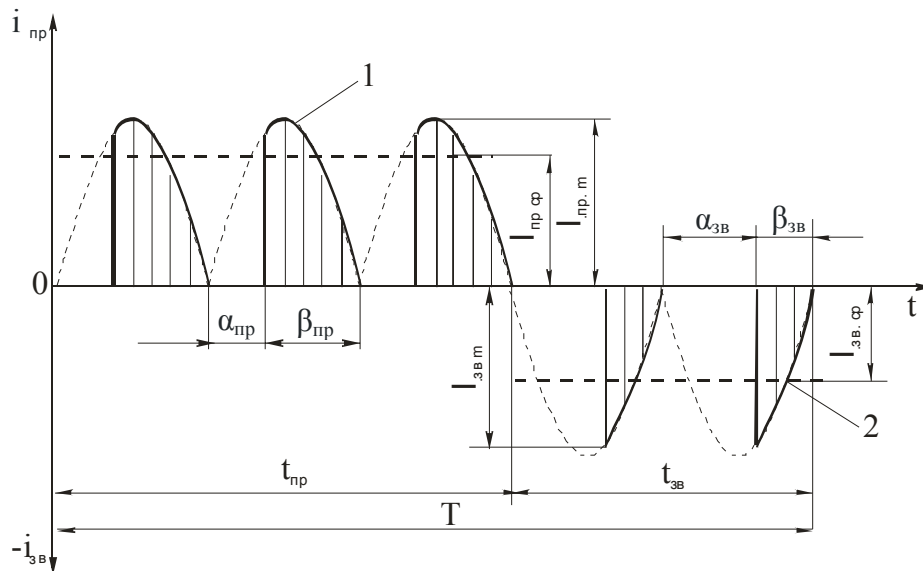 i пр
1
I пр ср
I .пр. m
α зв
β зв
0
t
α пр
β пр
I .зв m
I .зв. ср
2
t пр
t зв
T
-i зв